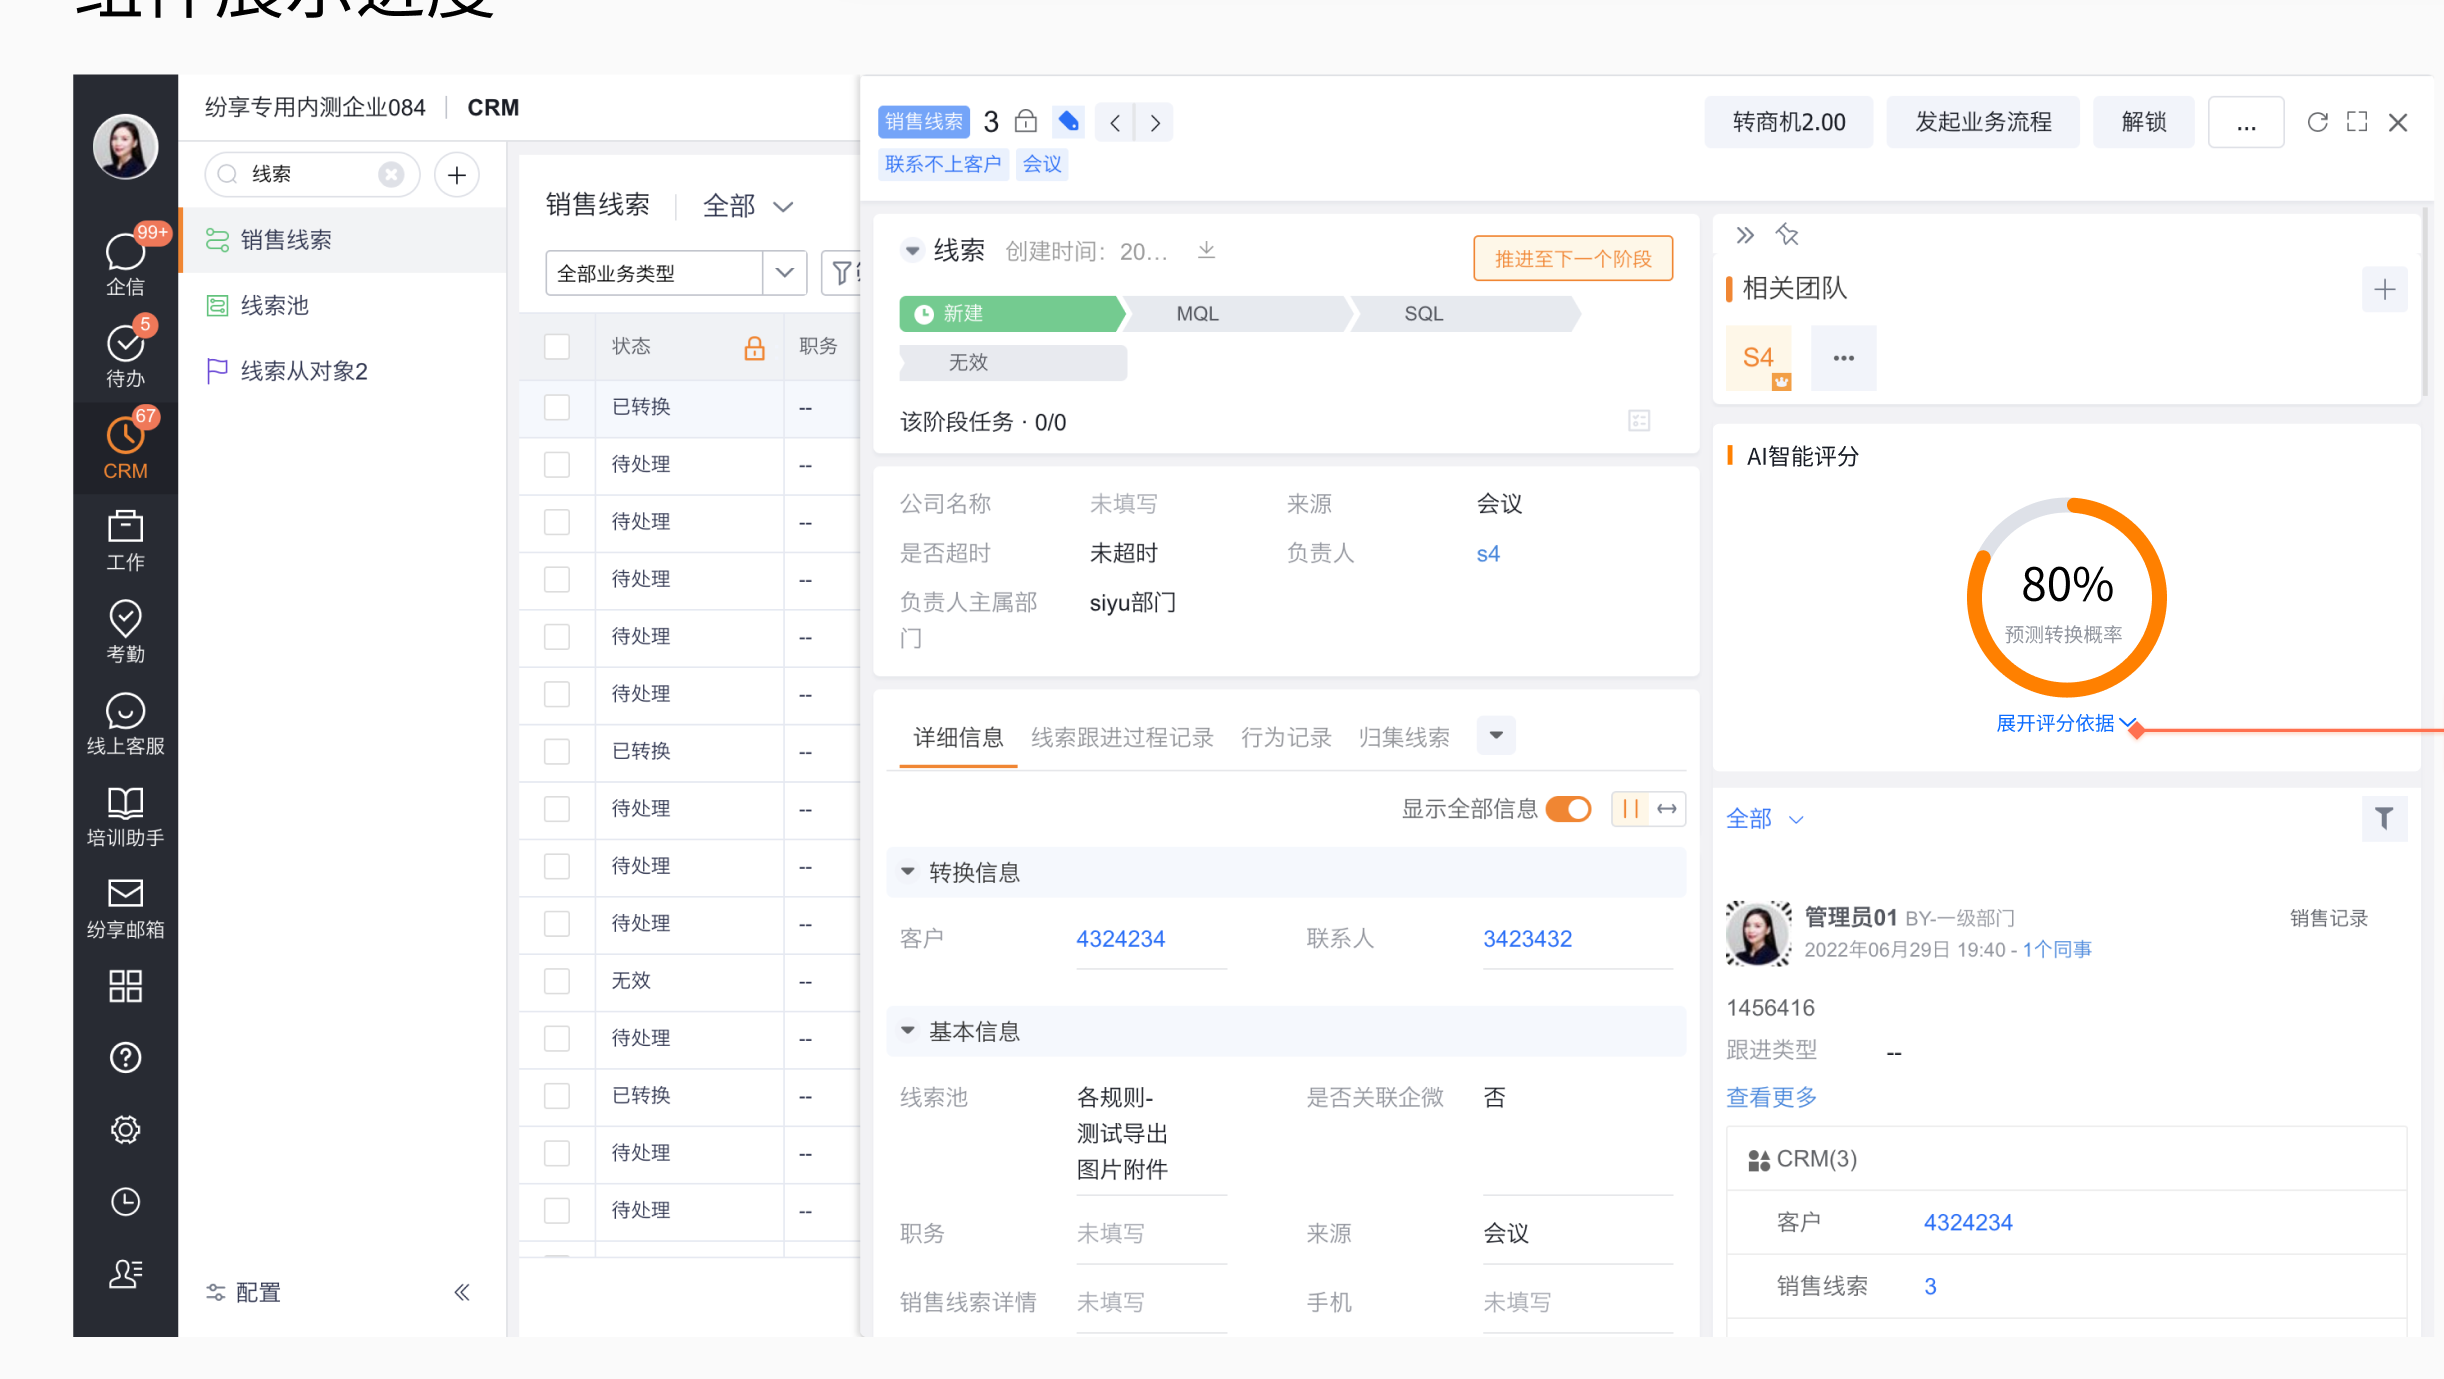 组件展示进度
纷享专用内测企业084 CRM
线索
销售线索
线索池
线索从对象2
配置
99+
企信
5
待办
67
CRM
工作
考勤
线上客服
培训助手
纷享邮箱
销售线索 全部
全部业务类型
状态 职务
已转换 --
待处理 --
待处理 --
待处理 --
待处理 --
待处理 --
已转换 --
待处理 --
待处理 --
待处理 --
无效 --
待处理 --
已转换 --
待处理 --
待处理 --
销售线索 3
联系不上客户 会议
转商机2.00 发起业务流程 解锁 ...
线索 创建时间：20...
推进至下一个阶段
新建 MQL SQL
无效
该阶段任务 · 0/0
公司名称 未填写 来源 会议
是否超时 未超时 负责人 s4
负责人主属部门 siyu部门
详细信息 线索跟进过程记录 行为记录 归集线索
显示全部信息
转换信息
客户 4324234 联系人 3423432
基本信息
线索池 各规则-
测试导出
图片附件
是否关联企微 否
职务 未填写 来源 会议
销售线索详情 未填写 手机 未填写
相关团队
S4
AI智能评分
80%
预测转换概率
展开评分依据
全部
管理员01 BY-一级部门 销售记录
2022年06月29日 19:40 - 1个同事
1456416
跟进类型 --
查看更多
CRM(3)
客户 4324234
销售线索 3